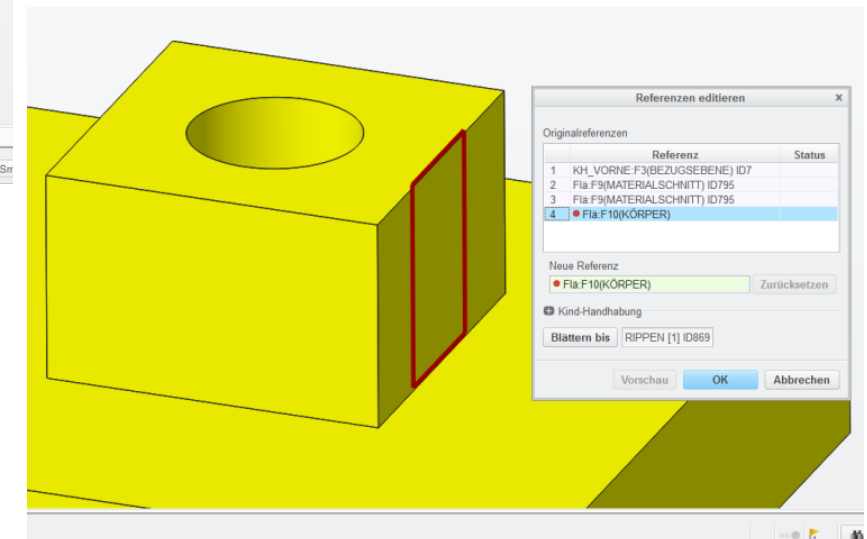 Sm
Referenzen editieren x
Originalreferenzen
Referenz Status
1 KH_VORNE:F3(BEZUGSEBENE) ID7
2 Flä:F9(MATERIALSCHNITT) ID795
3 Flä:F9(MATERIALSCHNITT) ID795
4 Flä:F10(KÖRPER)
Neue Referenz
Flä:F10(KÖRPER) Zurücksetzen
Kind-Handhabung
Blättern bis RIPPEN [1] ID869
Vorschau OK Abbrechen